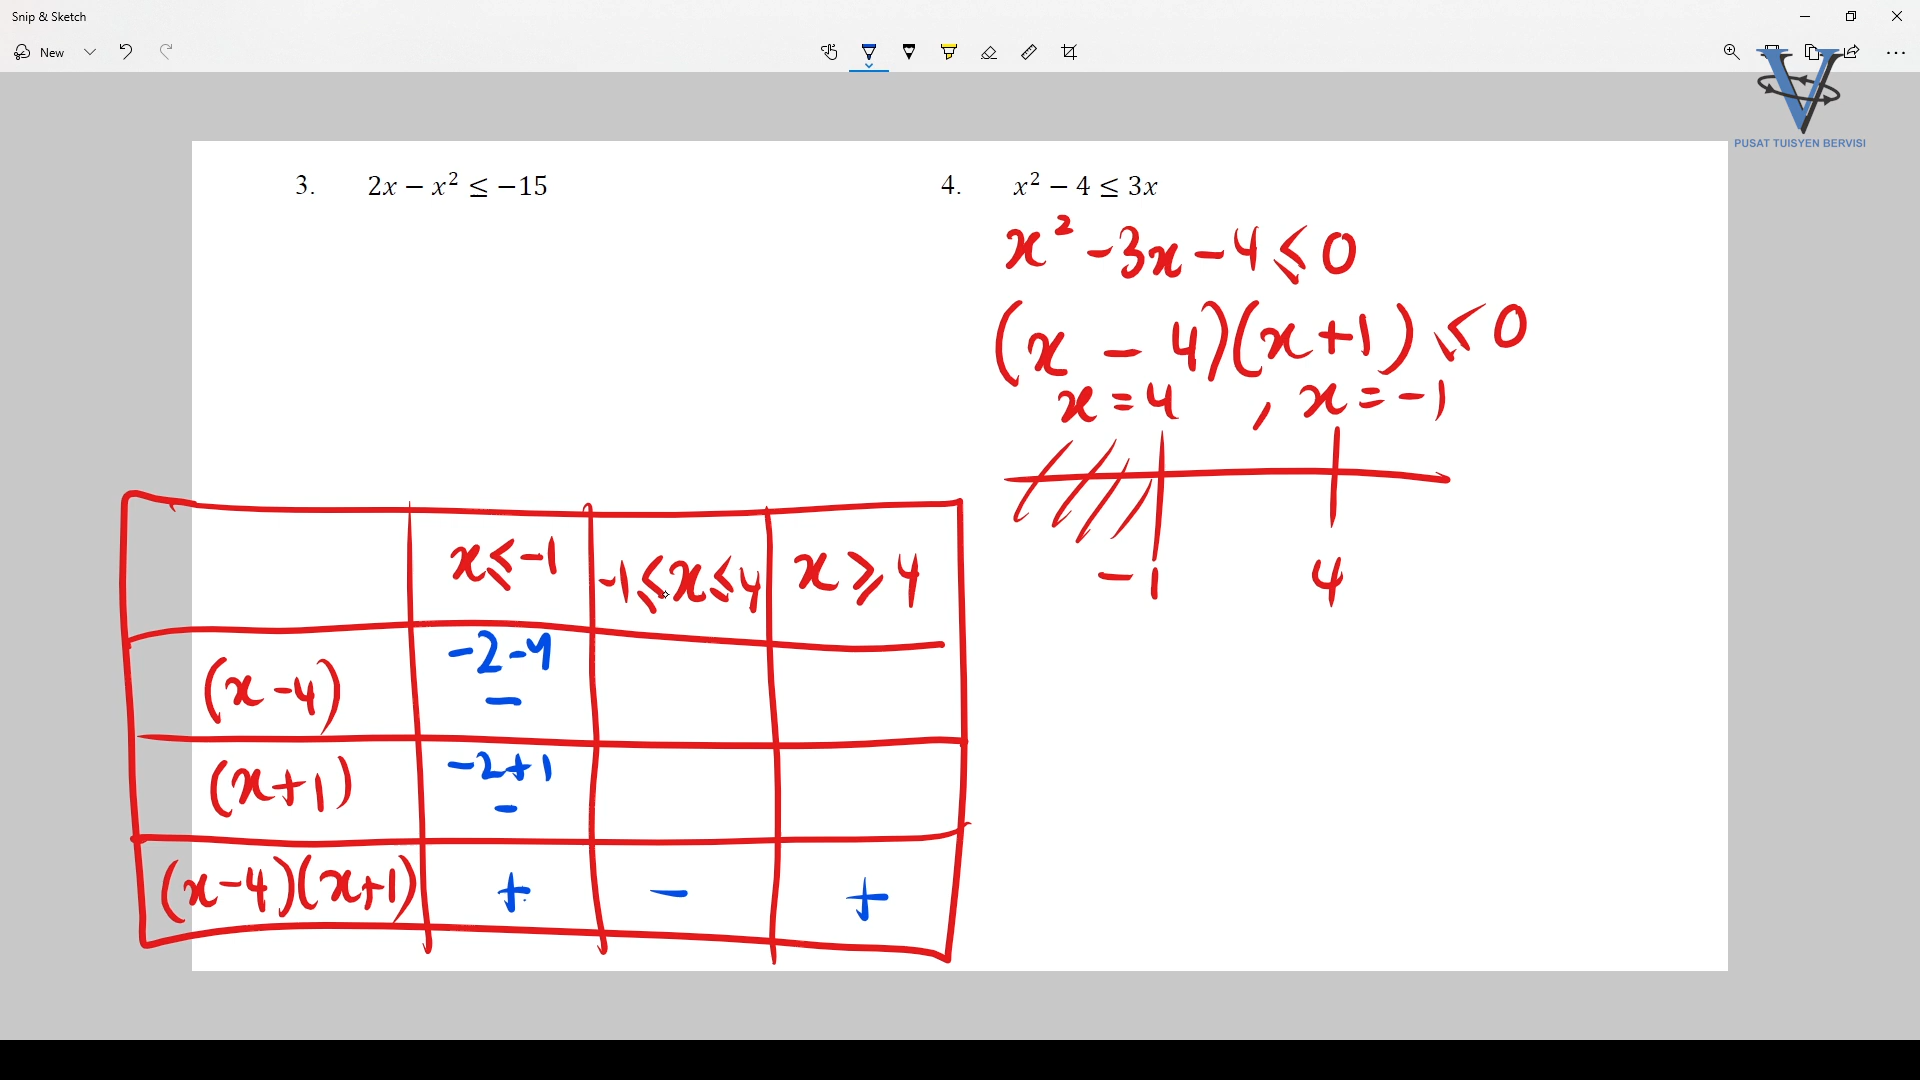 Snip & Sketch
New
PUSAT TUISYEN BERVISI
3. 2x − x² ≤ −15
4. x² − 4 ≤ 3x
x² -3x -4 ≤ 0
(x - 4)(x+1) ≤ 0
x = 4 , x = -1
-1 4
x ≤ -1 -1 ≤ x ≤ 4 x ≥ 4
(x-4) -2-4
-
(x+1) -2+1
-
(x-4)(x+1) + - +